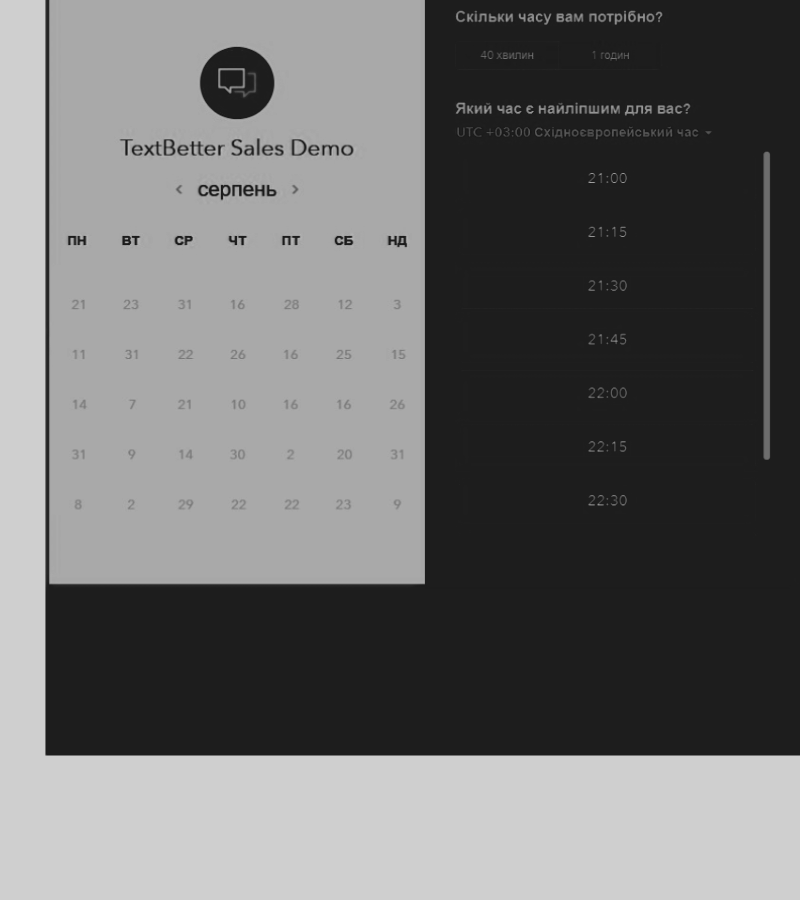 TextBetter Sales Demo
серпень
ПН ВТ СР ЧТ ПТ СБ НД
21 23 31 16 28 12 3
11 31 22 26 16 25 15
14 7 21 10 16 16 26
31 9 14 30 2 20 31
8 2 29 22 22 23 9
Скільки часу вам потрібно?
40 хвилин 1 годин
Який час є найліпшим для вас?
UTC +03:00 Східноєвропейський час
21:00
21:15
21:30
21:45
22:00
22:15
22:30